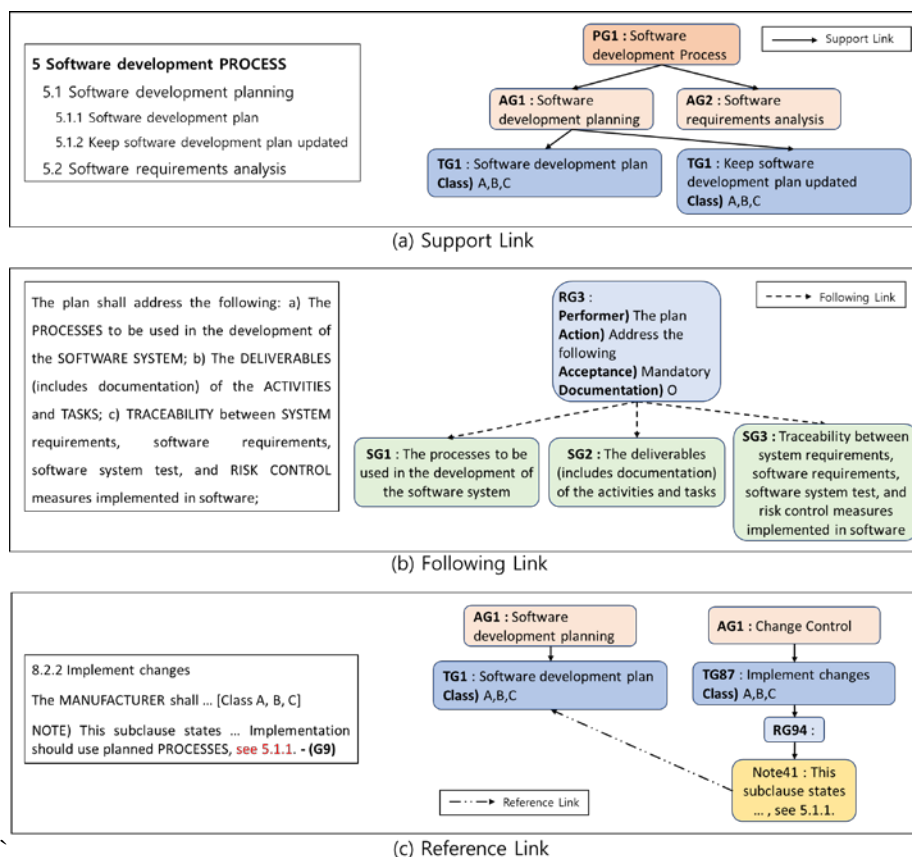 5 Software development PROCESS
5.1 Software development planning
5.1.1 Software development plan
5.1.2 Keep software development plan updated
5.2 Software requirements analysis
PG1 : Software
development Process
Support Link
AG1 : Software
development planning
AG2 : Software
requirements analysis
TG1 : Software development plan
Class) A,B,C
TG1 : Keep software
development plan updated
Class) A,B,C
(a) Support Link
The plan shall address the following: a) The
PROCESSES to be used in the development of
the SOFTWARE SYSTEM; b) The DELIVERABLES
(includes documentation) of the ACTIVITIES
and TASKS; c) TRACEABILITY between SYSTEM
requirements, software requirements,
software system test, and RISK CONTROL
measures implemented in software;
RG3 :
Performer) The plan
Action) Address the
following
Acceptance) Mandatory
Documentation) O
Following Link
SG1 : The processes to be
used in the development of
the software system
SG2 : The deliverables
(includes documentation)
of the activities and tasks
SG3 : Traceability between
system requirements,
software requirements,
software system test, and
risk control measures
implemented in software
(b) Following Link
8.2.2 Implement changes
The MANUFACTURER shall ... [Class A, B, C]
NOTE) This subclause states ... Implementation
should use planned PROCESSES, see 5.1.1. - (G9)
AG1 : Software
development planning
TG1 : Software development plan
Class) A,B,C
AG1 : Change Control
TG87 : Implement changes
Class) A,B,C
RG94 :
Note41 : This
subclause states
... , see 5.1.1.
Reference Link
(c) Reference Link
`